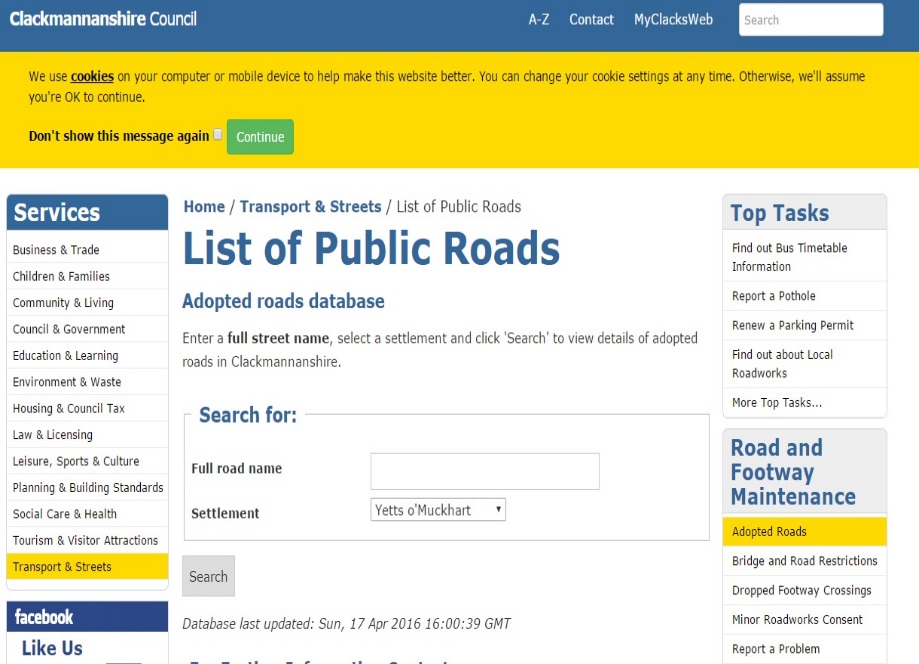 Clackmannanshire Council
A-Z Contact MyClacksWeb Search
We use cookies on your computer or mobile device to help make this website better. You can change your cookie settings at any time. Otherwise, we'll assume
you're OK to continue.
Don't show this message again Continue
Services
Business & Trade
Children & Families
Community & Living
Council & Government
Education & Learning
Environment & Waste
Housing & Council Tax
Law & Licensing
Leisure, Sports & Culture
Planning & Building Standards
Social Care & Health
Tourism & Visitor Attractions
Transport & Streets
facebook
Like Us
Home / Transport & Streets / List of Public Roads
List of Public Roads
Adopted roads database
Enter a full street name, select a settlement and click 'Search' to view details of adopted
roads in Clackmannanshire.
Search for:
Full road name
Settlement Yetts o'Muckhart
Search
Database last updated: Sun, 17 Apr 2016 16:00:39 GMT
Top Tasks
Find out Bus Timetable
Information
Report a Pothole
Renew a Parking Permit
Find out about Local
Roadworks
More Top Tasks...
Road and
Footway
Maintenance
Adopted Roads
Bridge and Road Restrictions
Dropped Footway Crossings
Minor Roadworks Consent
Report a Problem